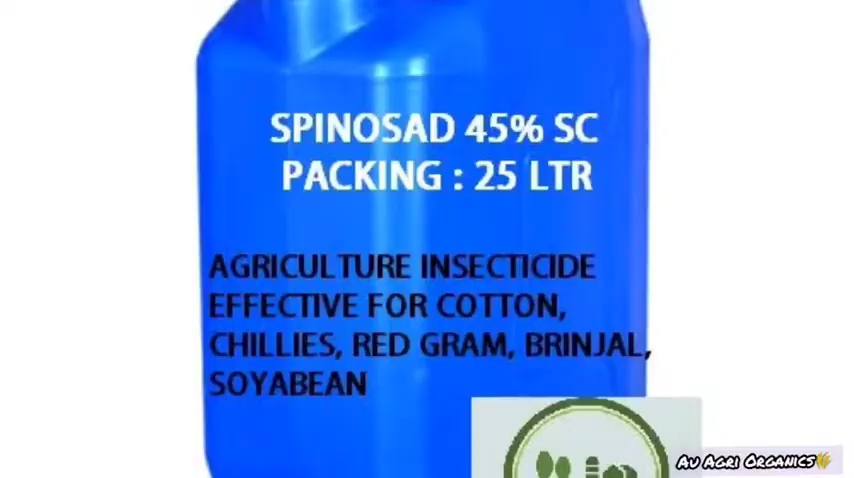 SPINOSAD 45% SC
PACKING : 25 LTR
AGRICULTURE INSECTICIDE
EFFECTIVE FOR COTTON,
CHILLIES, RED GRAM, BRINJAL,
SOYABEAN
AV AGRI ORGANICS